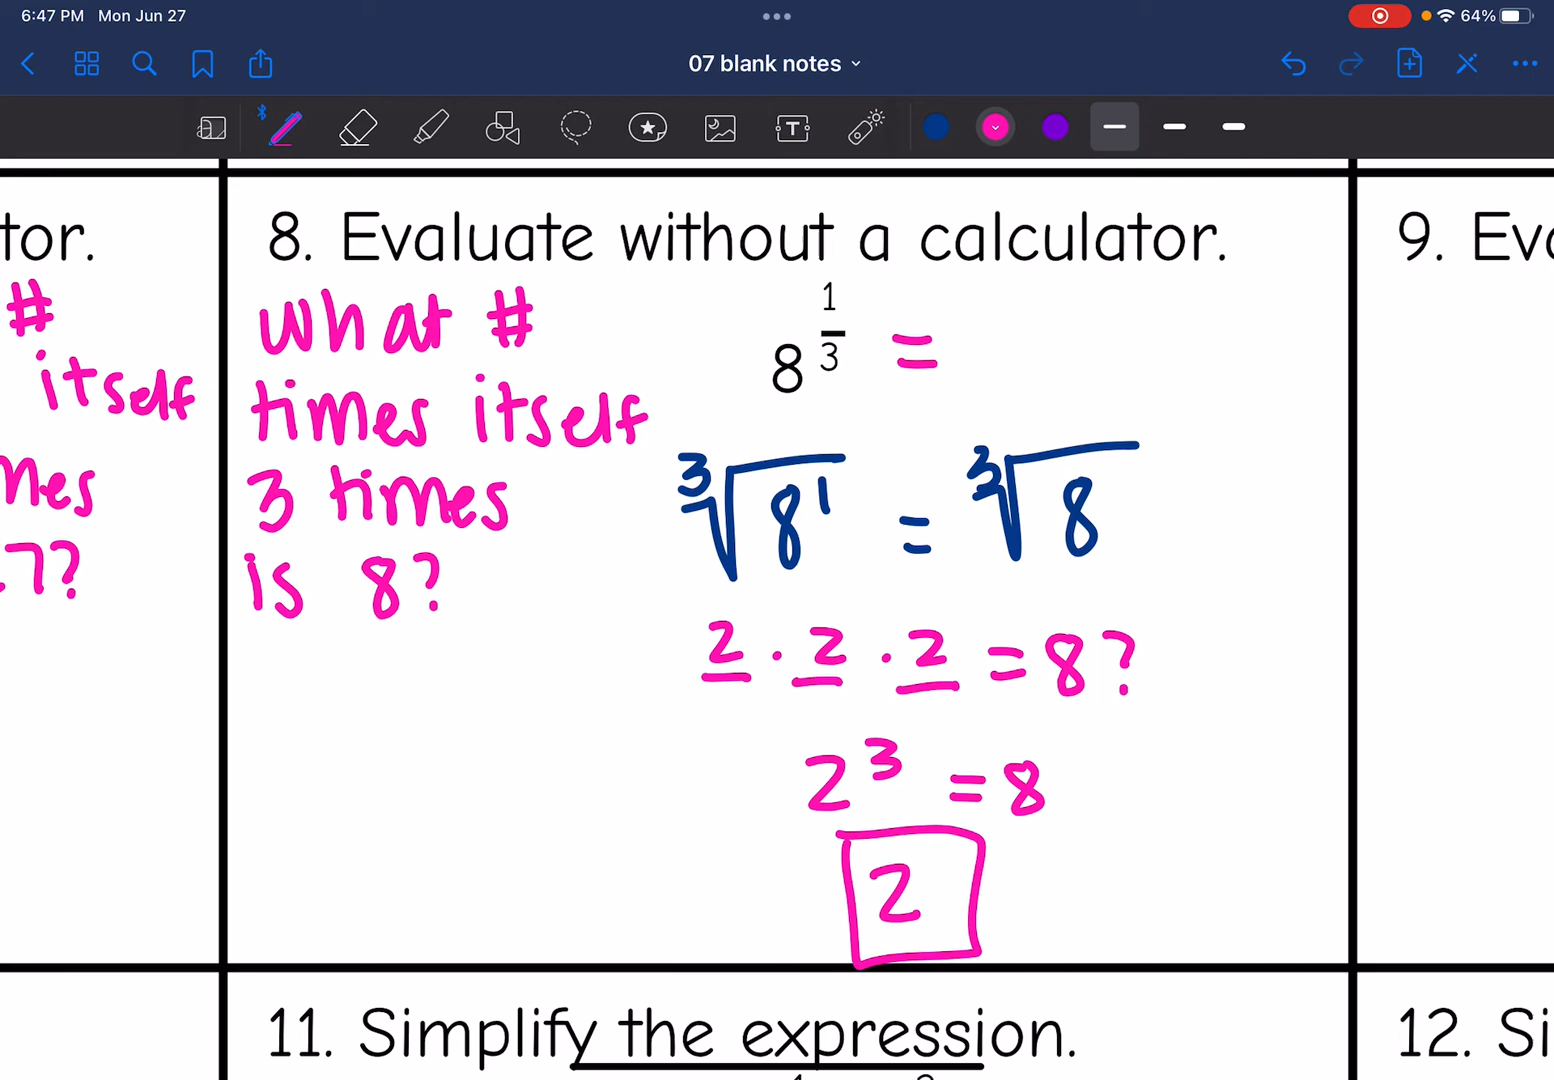 6:47 PM Mon Jun 27
64%
07 blank notes
tor.
#
itself
mes
7?
8. Evaluate without a calculator.
8^{1/3} =
What #
times itself
3 times
is 8?
∛8¹ = ∛8
2 · 2 · 2 = 8?
2³ = 8
2
9. Eva
11. Simplify the expression.
12. Si